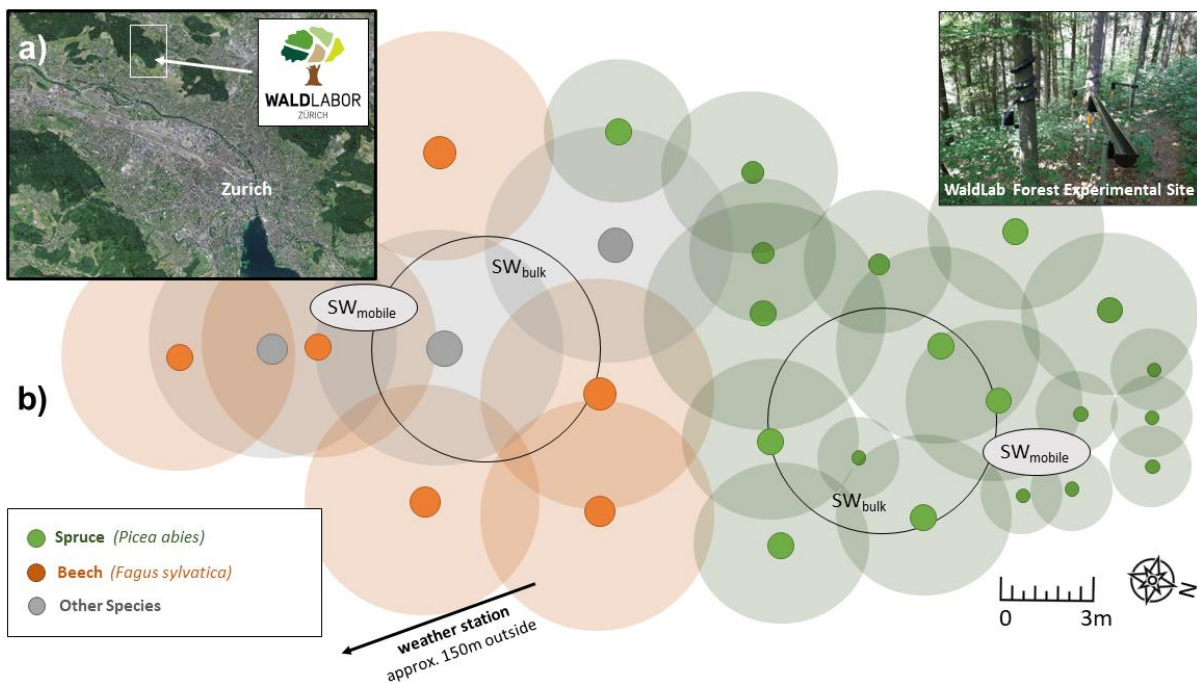 a)
WALDLABOR
ZÜRICH
Zurich
WaldLab Forest Experimental Site
SWbulk
SWmobile
b)
SWmobile
SWbulk
Spruce (Picea abies)
Beech (Fagus sylvatica)
Other Species
weather station
approx. 150m outside
0 3m
N